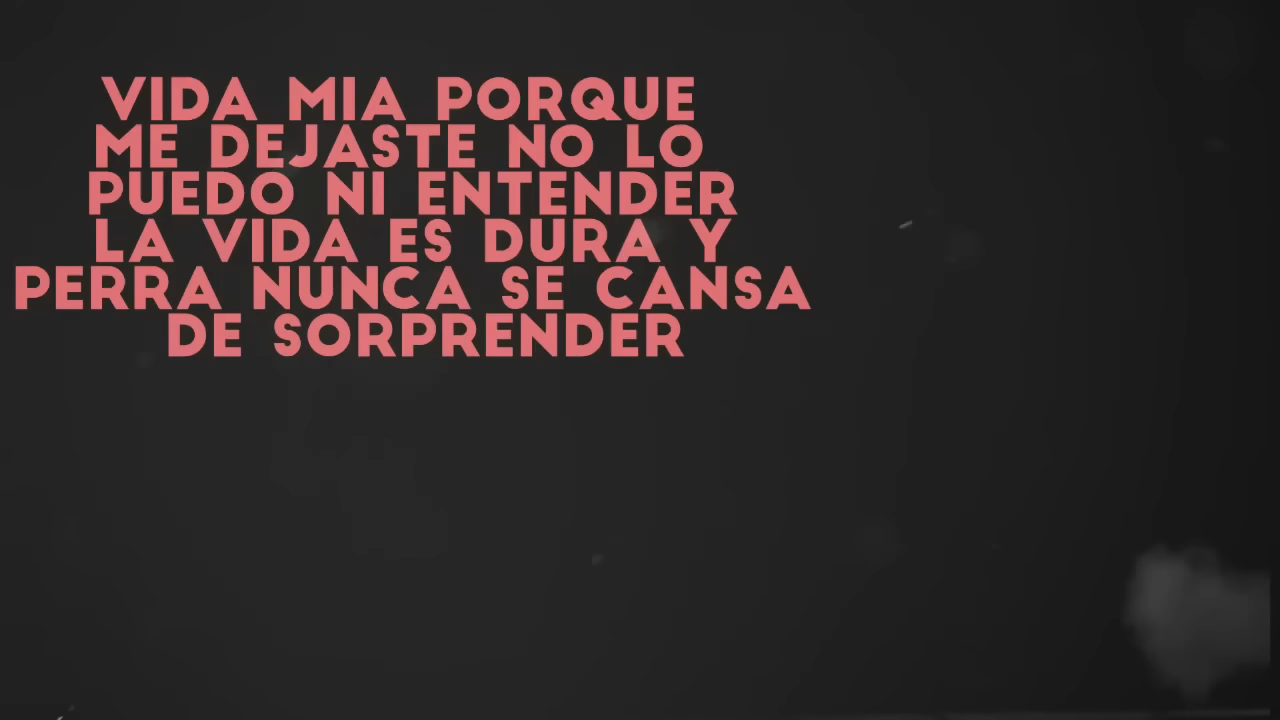 VIDA MIA PORQUE
ME DEJASTE NO LO
PUEDO NI ENTENDER
LA VIDA ES DURA Y
PERRA NUNCA SE CANSA
DE SORPRENDER